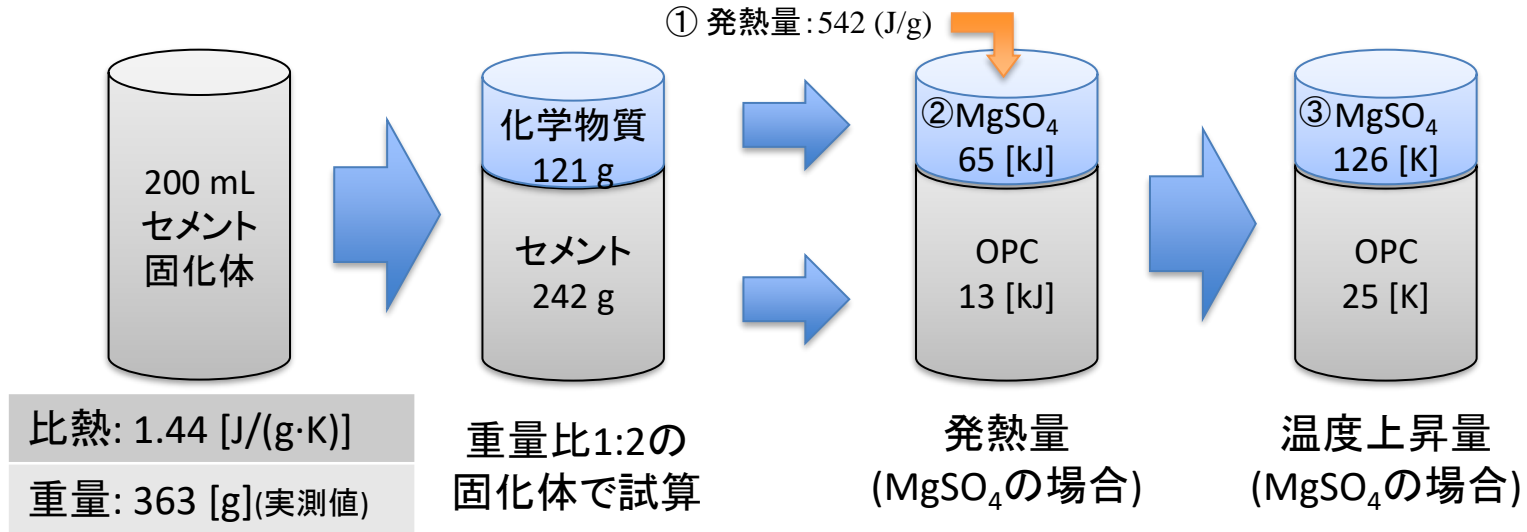 ① 発熱量:542 (J/g)
200 mL
セメント
固化体
化学物質
121 g
セメント
242 g
②MgSO₄
65 [kJ]
OPC
13 [kJ]
③MgSO₄
126 [K]
OPC
25 [K]
比熱: 1.44 [J/(g·K)]
重量: 363 [g](実測値)
重量比1:2の
固化体で試算
発熱量
(MgSO₄の場合)
温度上昇量
(MgSO₄の場合)